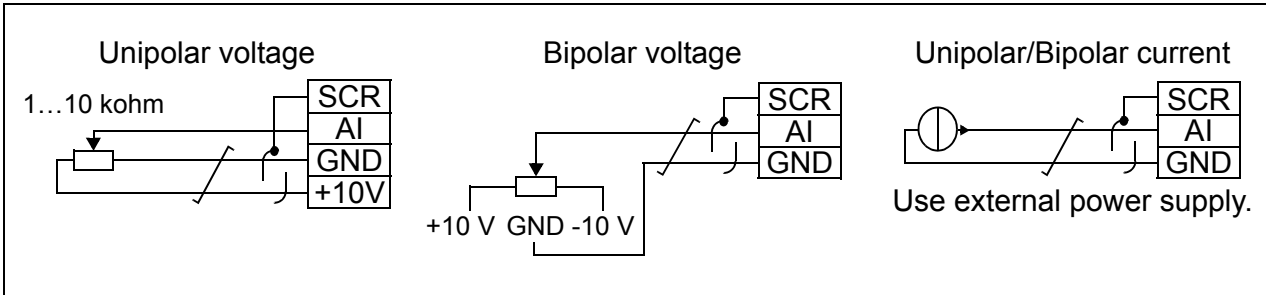 Unipolar voltage
1…10 kohm
SCR
AI
GND
+10V
Bipolar voltage
SCR
AI
GND
+10 V GND -10 V
Unipolar/Bipolar current
SCR
AI
GND
Use external power supply.